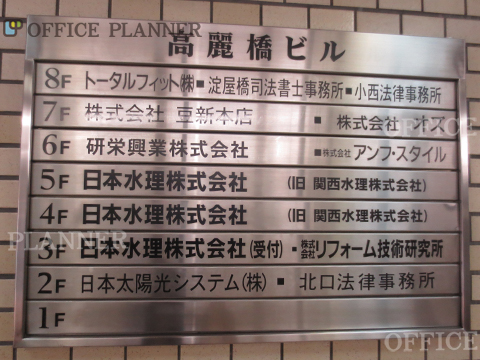 OFFICE PLANNER
高麗橋ビル
8F トータルフィット㈱ ■ 淀屋橋司法書士事務所 ■ 小西法律事務所
7F 株式会社 豆新本店 ■ 株式会社 オズ
6F 研栄興業株式会社 ■ 株式会社 アンフ・スタイル
5F 日本水理株式会社 (旧 関西水理株式会社)
4F 日本水理株式会社 (旧 関西水理株式会社)
3F 日本水理株式会社(受付) ■ 株式会社 リフォーム技術研究所
2F 日本太陽光システム(株) ■ 北口法律事務所
1F
OFFICE
PLANNER
OFFICE